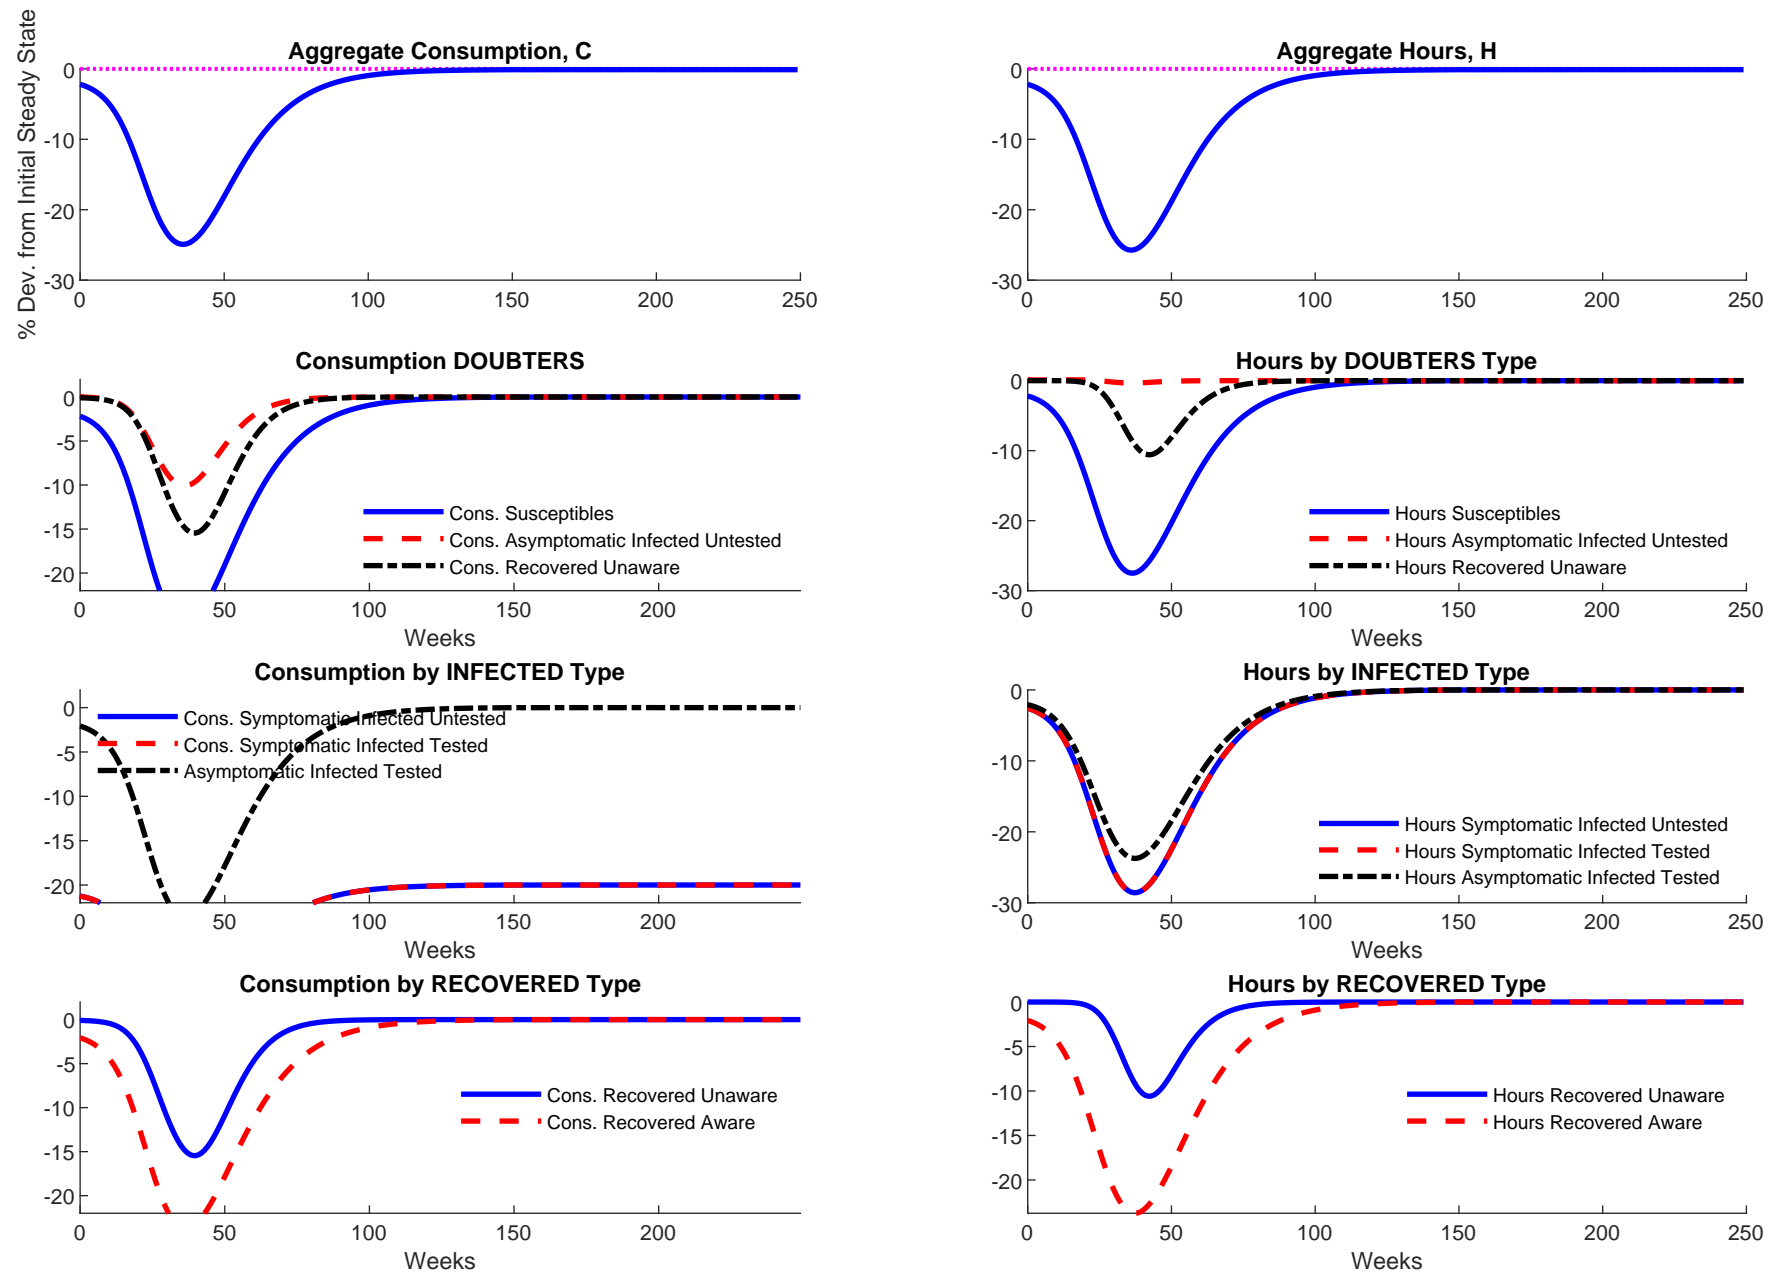 % Dev. from Initial Steady State
Aggregate Consumption, C
0
-10
-20
-30
0 50 100 150 200 250
Aggregate Hours, H
0
-10
-20
-30
0 50 100 150 200 250
Consumption DOUBTERS
0
-5
-10
-15
-20
Cons. Susceptibles
Cons. Asymptomatic Infected Untested
Cons. Recovered Unaware
0 50 100 150 200
Weeks
Hours by DOUBTERS Type
0
-10
-20
-30
Hours Susceptibles
Hours Asymptomatic Infected Untested
Hours Recovered Unaware
0 50 100 150 200 250
Weeks
Consumption by INFECTED Type
0
-5
-10
-15
-20
Cons. Symptomatic Infected Untested
Cons. Symptomatic Infected Tested
Asymptomatic Infected Tested
0 50 100 150 200
Weeks
Hours by INFECTED Type
0
-10
-20
-30
Hours Symptomatic Infected Untested
Hours Symptomatic Infected Tested
Hours Asymptomatic Infected Tested
0 50 100 150 200 250
Weeks
Consumption by RECOVERED Type
0
-5
-10
-15
-20
Cons. Recovered Unaware
Cons. Recovered Aware
0 50 100 150 200
Weeks
Hours by RECOVERED Type
0
-5
-10
-15
-20
Hours Recovered Unaware
Hours Recovered Aware
0 50 100 150 200 250
Weeks